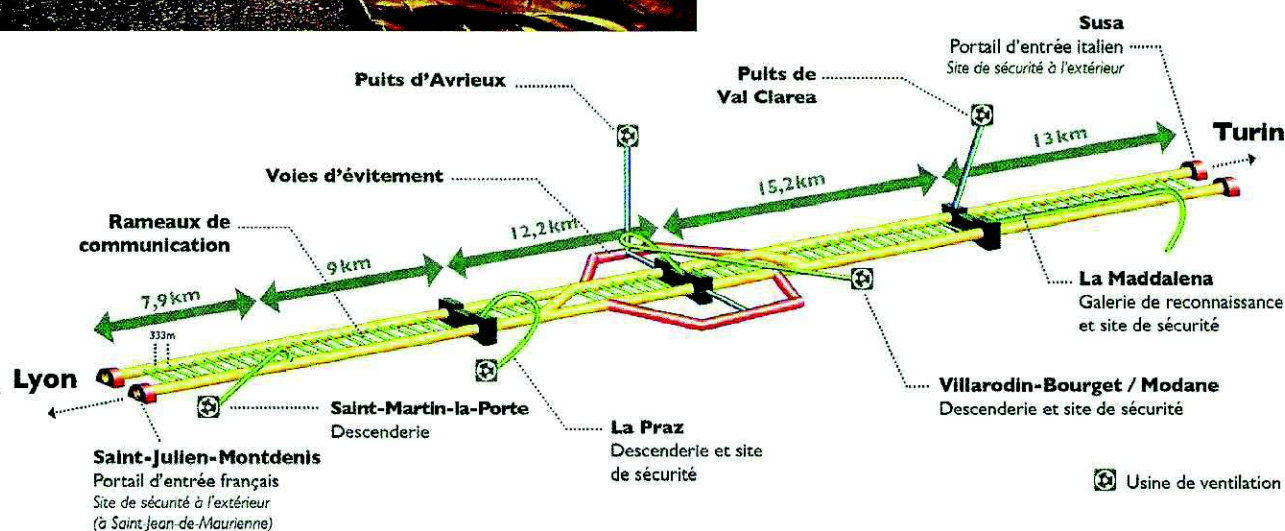 Susa
Portail d'entrée italien
Site de sécurité à l'extérieur
Puits d'Avrieux
Puits de
Val Clarea
13km
Turin
15,2km
Voies d'évitement
Rameaux de
communication
12,2km
9km
7,9km
333m
Lyon
La Maddalena
Galerie de reconnaissance
et site de sécurité
Villarodin-Bourget / Modane
Descenderie et site de sécurité
Saint-Martin-la-Porte
Descenderie
La Praz
Descenderie et site
de sécurité
Saint-Julien-Montdenis
Portail d'entrée français
Site de sécurité à l'extérieur
(à Saint-Jean-de-Maurienne)
Usine de ventilation